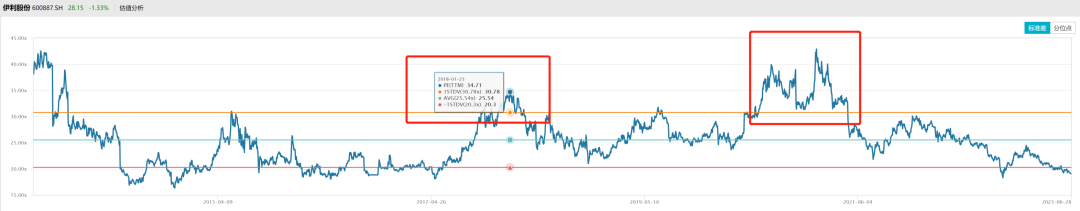 伊利股份 600887.SH 28.15 -1.33% 估值分析
标准差 分位点
45.00x
40.00x
35.00x
30.00x
25.00x
20.00x
15.00x
2018-01-23
PE(TTM) 34.71
1STDV(30.78x) 30.78
AVG(25.54x) 25.54
-1STDV(20.3x) 20.3
2015-04-09 2017-04-26 2019-05-16 2021-06-04 2023-06-28